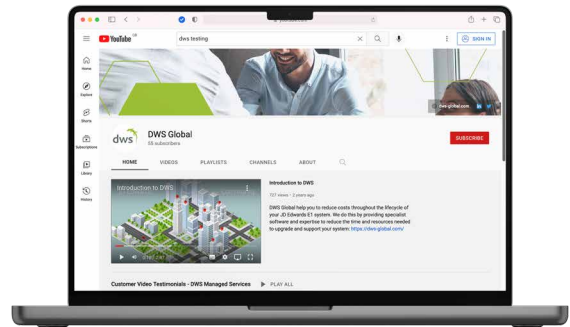 YouTube
dws testing
SIGN IN
Home
Explore
Shorts
Subscriptions
Library
History
dws-global.com
dws
DWS Global
SUBSCRIBE
HOME VIDEOS PLAYLISTS CHANNELS ABOUT
Introduction to DWS
Introduction to DWS
DWS Global help you to reduce costs throughout the lifecycle of
your JD Edwards E1 system. We do this by providing specialist
software and expertise to reduce the time and resources needed
to upgrade and support your system: https://dws-global.com/
Customer Video Testimonials - DWS Managed Services PLAY ALL